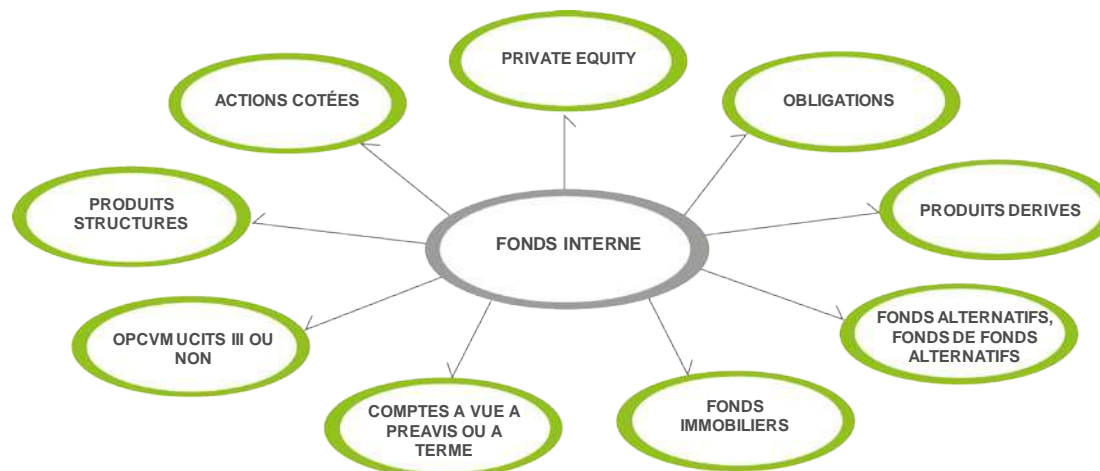 PRIVATE EQUITY
ACTIONS COTÉES
OBLIGATIONS
PRODUITS
STRUCTURES
PRODUITS DERIVES
FONDS INTERNE
OPCVM UCITS III OU
NON
FONDS ALTERNATIFS,
FONDS DE FONDS
ALTERNATIFS
COMPTES A VUE A
PREAVIS OU A
TERME
FONDS
IMMOBILIERS